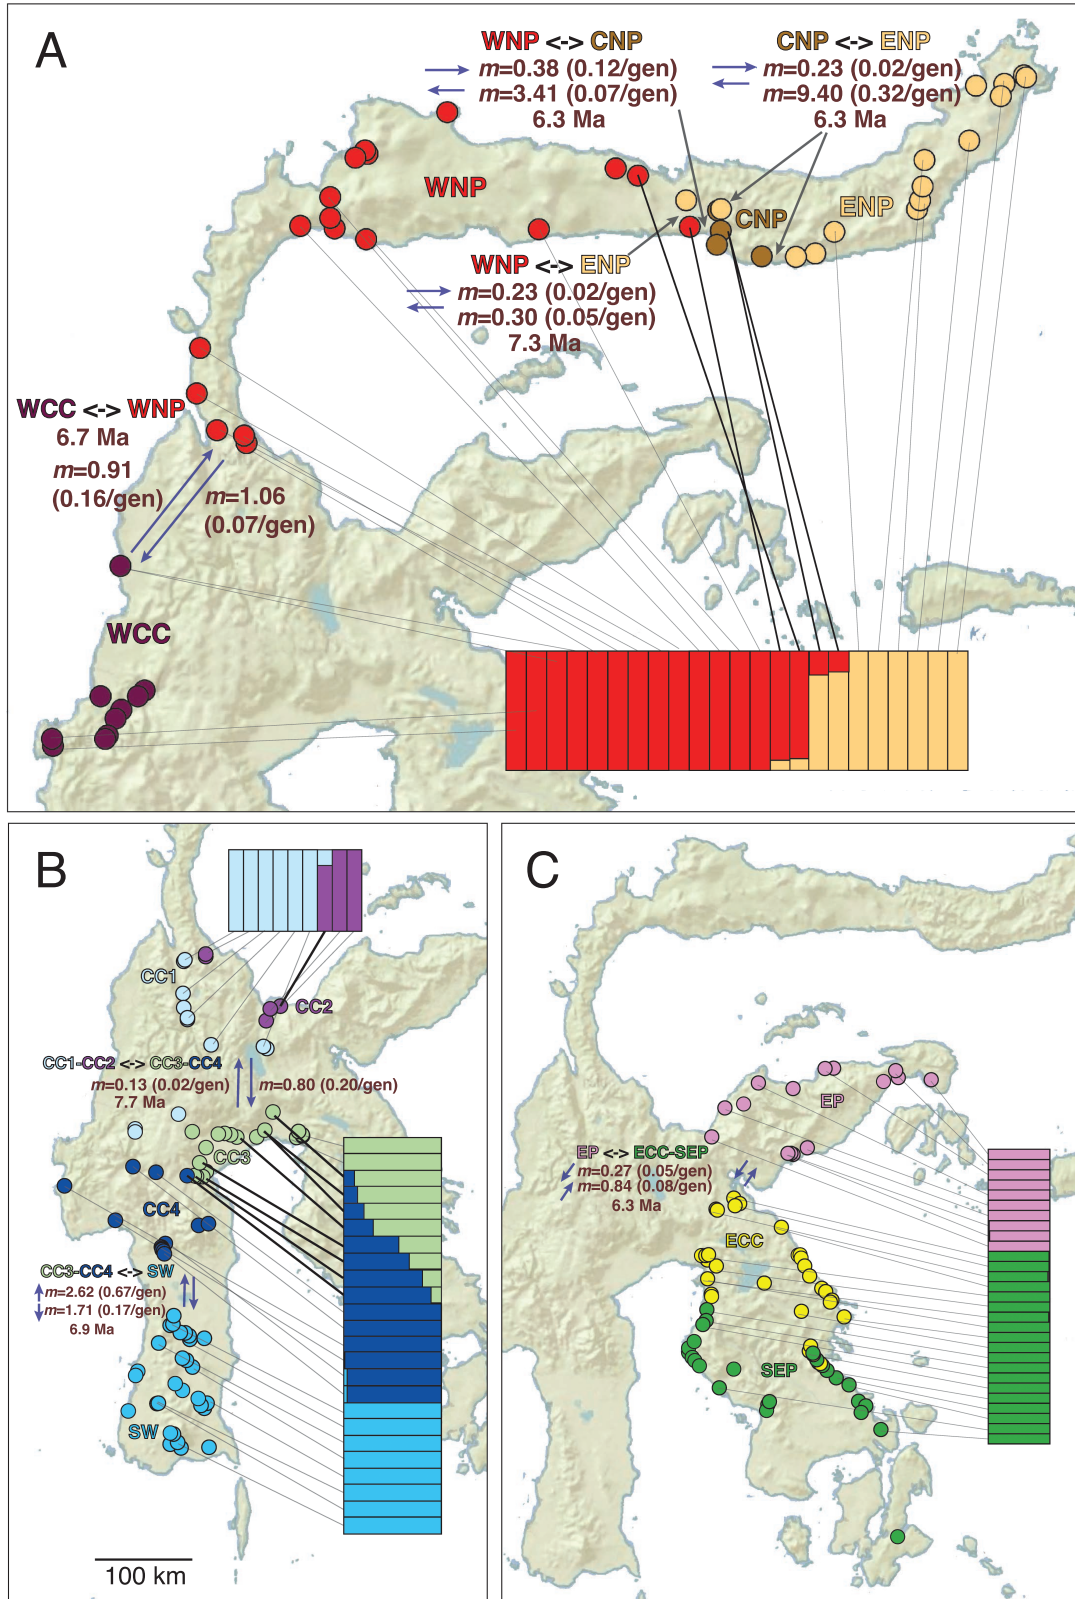 A
WNP <-> CNP
m=0.38 (0.12/gen)
m=3.41 (0.07/gen)
6.3 Ma
CNP <-> ENP
m=0.23 (0.02/gen)
m=9.40 (0.32/gen)
6.3 Ma
WNP
CNP
ENP
WNP <-> ENP
m=0.23 (0.02/gen)
m=0.30 (0.05/gen)
7.3 Ma
WCC <-> WNP
6.7 Ma
m=0.91
(0.16/gen)
m=1.06
(0.07/gen)
WCC
B
CC1
CC2
CC1-CC2 <-> CC3-CC4
m=0.13 (0.02/gen)
m=0.80 (0.20/gen)
7.7 Ma
CC3
CC4
CC3-CC4 <-> SW
m=2.62 (0.67/gen)
m=1.71 (0.17/gen)
6.9 Ma
SW
100 km
C
EP
EP <-> ECC-SEP
m=0.27 (0.05/gen)
m=0.84 (0.08/gen)
6.3 Ma
ECC
SEP